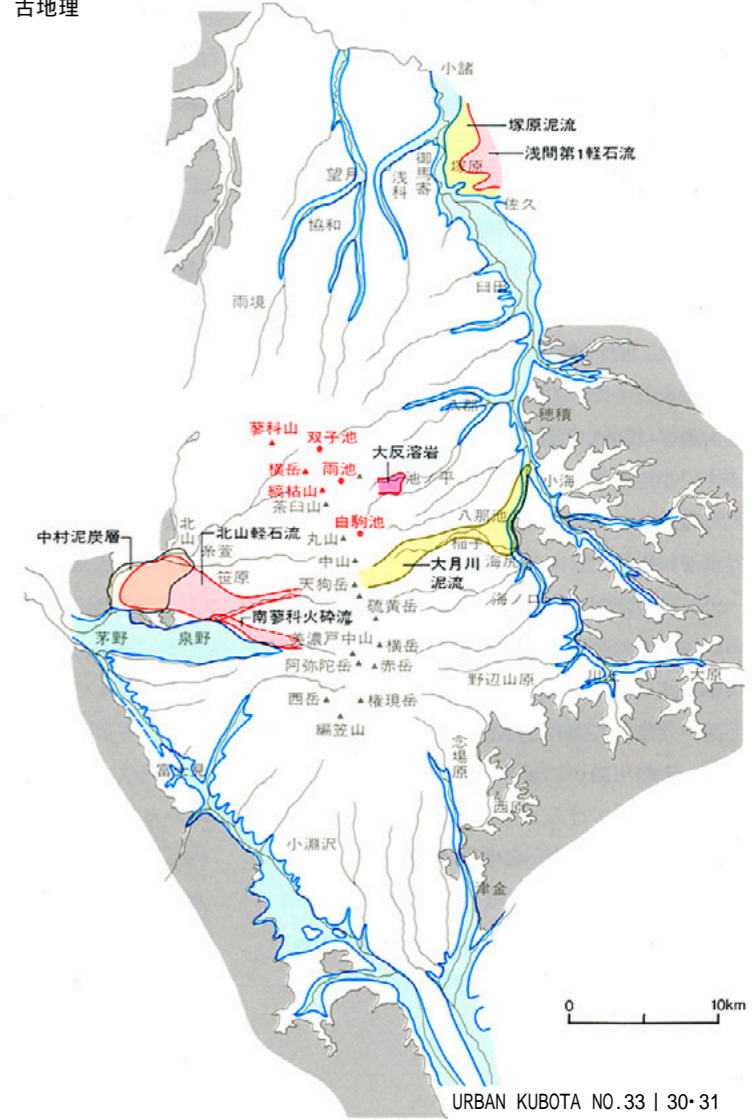 古地理
小諸
塚原泥流
浅間第1軽石流
塚原
御馬寄
浅科
望月
協和
佐久
雨境
臼田
八郡
穂積
蓼科山
双子池
大反溶岩
横岳
雨池
池ノ平
小海
縞枯山
茶臼山
八那池
白駒池
北山
中村泥炭層
北山軽石流
糸萱
丸山
稲子
笹原
中山
大月川
泥流
海尻
天狗岳
硫黄岳
海ノ口
南蓼科火砕流
茅野
泉野
美濃戸中山
横岳
阿弥陀岳
赤岳
野辺山原
川上
大原
西岳
権現岳
編笠山
念場原
富士見
西原
小淵沢
津金
0
10km
URBAN KUBOTA NO.33 | 30・31